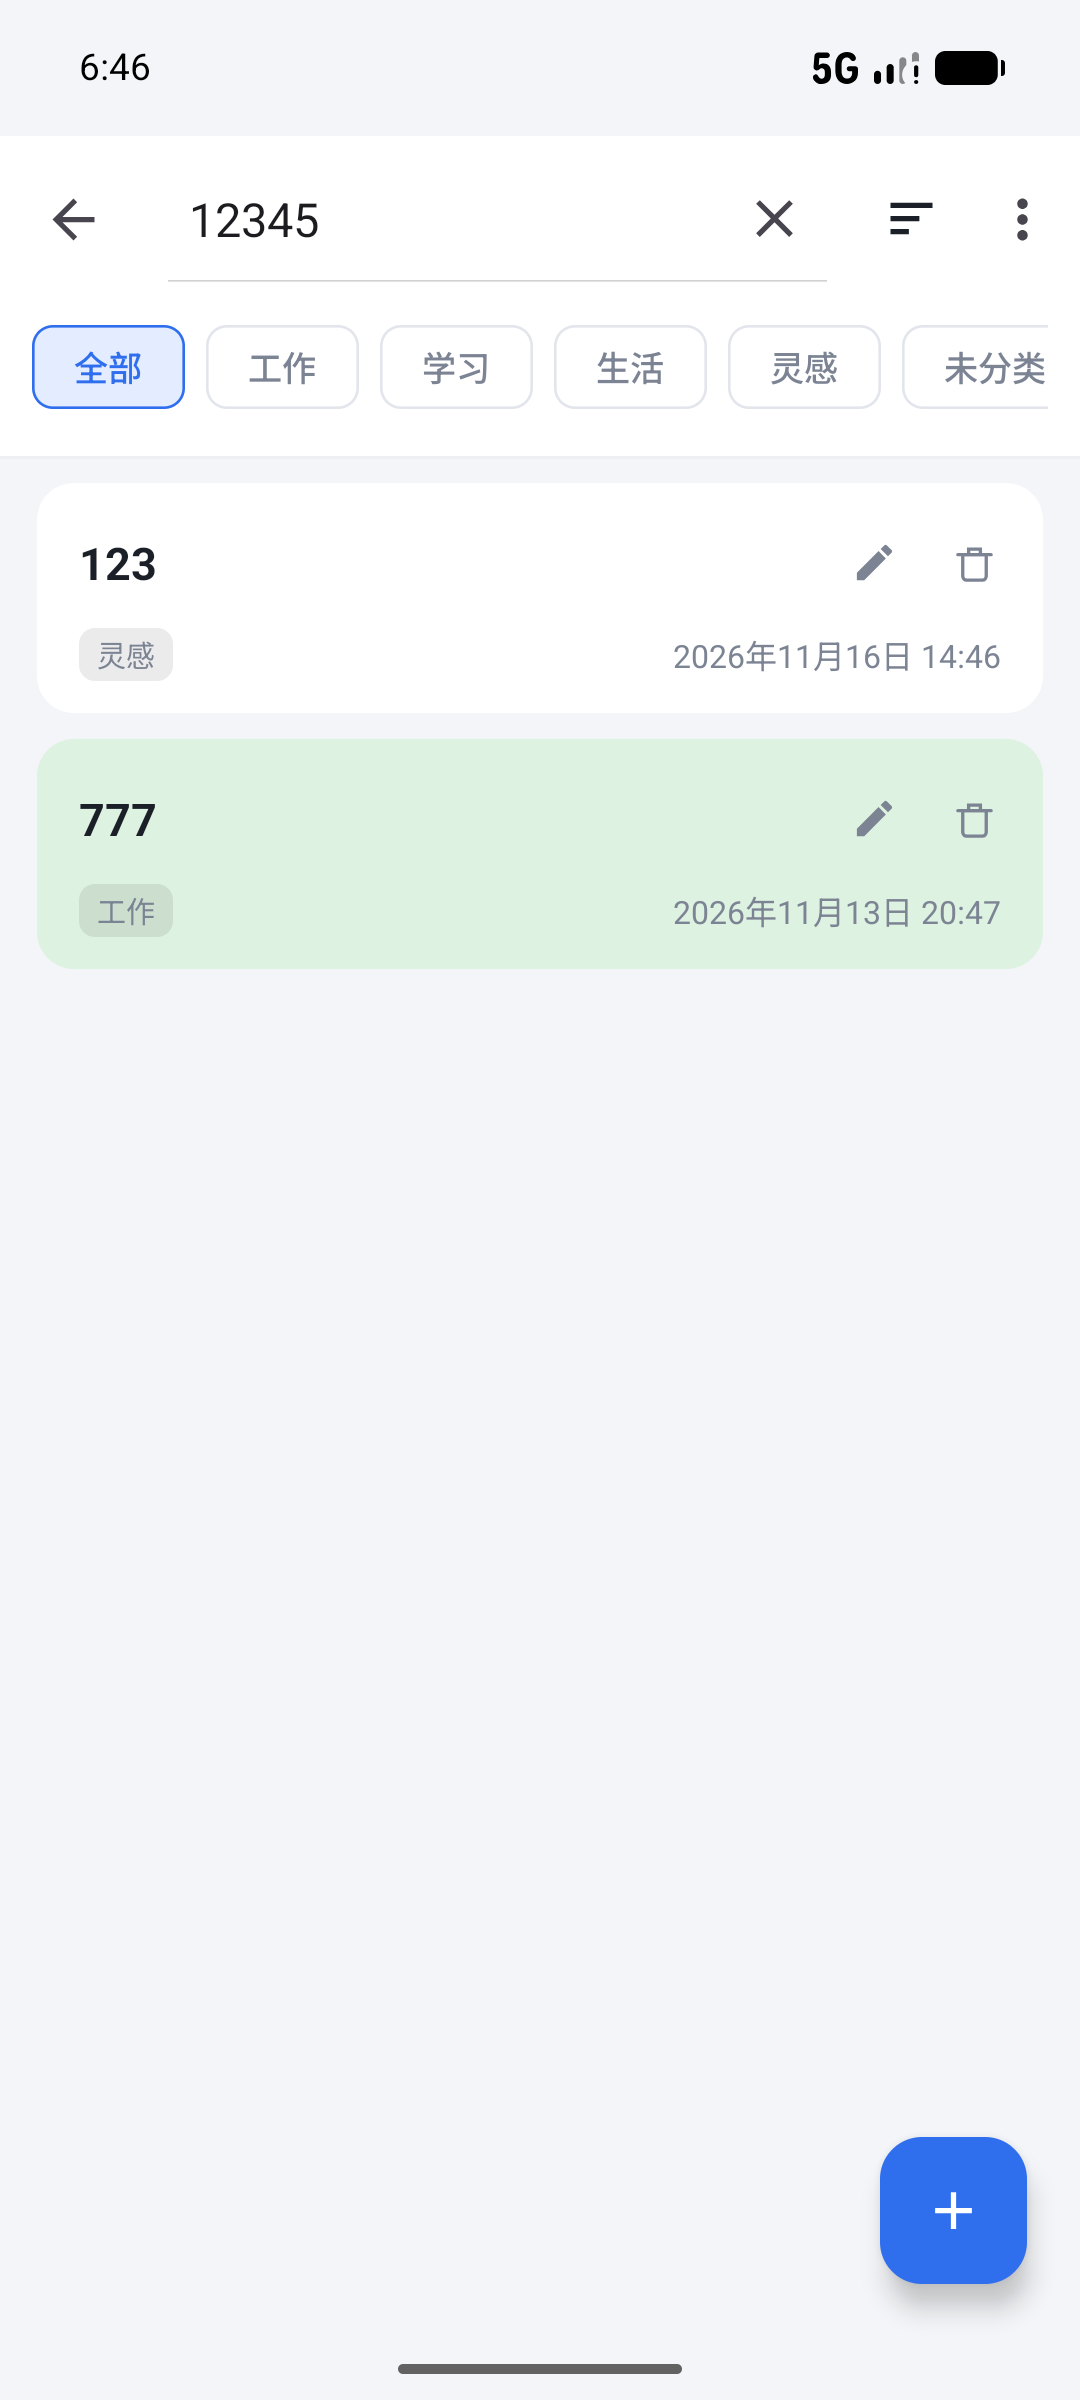 6:46 5G
12345
全部 工作 学习 生活 灵感 未分类
123
灵感 2026年11月16日 14:46
777
工作 2026年11月13日 20:47